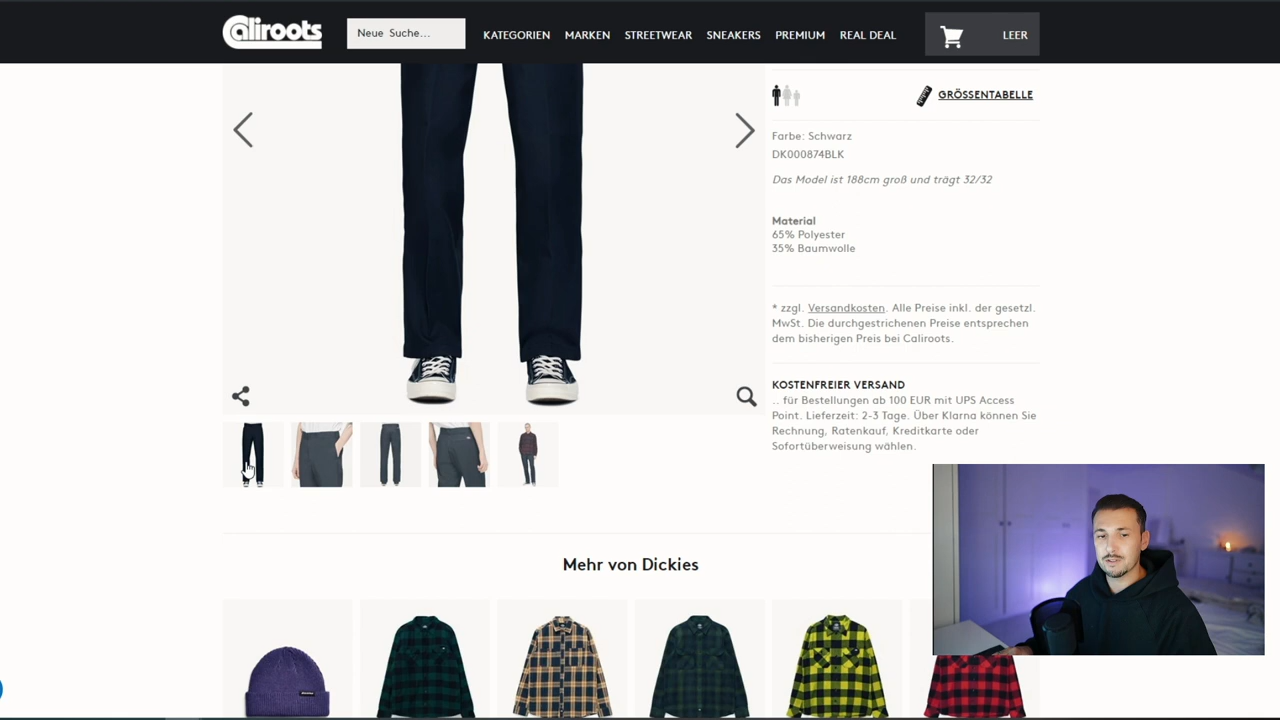 Caliroots
Neue Suche...
KATEGORIEN
MARKEN
STREETWEAR
SNEAKERS
PREMIUM
REAL DEAL
LEER
GRÖSSENTABELLE
Farbe: Schwarz
DK000874BLK
Das Model ist 188cm groß und trägt 32/32
Material
65% Polyester
35% Baumwolle
* zzgl. Versandkosten. Alle Preise inkl. der gesetzl.
MwSt. Die durchgestrichenen Preise entsprechen
dem bisherigen Preis bei Caliroots.
KOSTENFREIER VERSAND
.. für Bestellungen ab 100 EUR mit UPS Access
Point. Lieferzeit: 2-3 Tage. Über Klarna können Sie
Rechnung, Ratenkauf, Kreditkarte oder
Sofortüberweisung wählen.
Mehr von Dickies